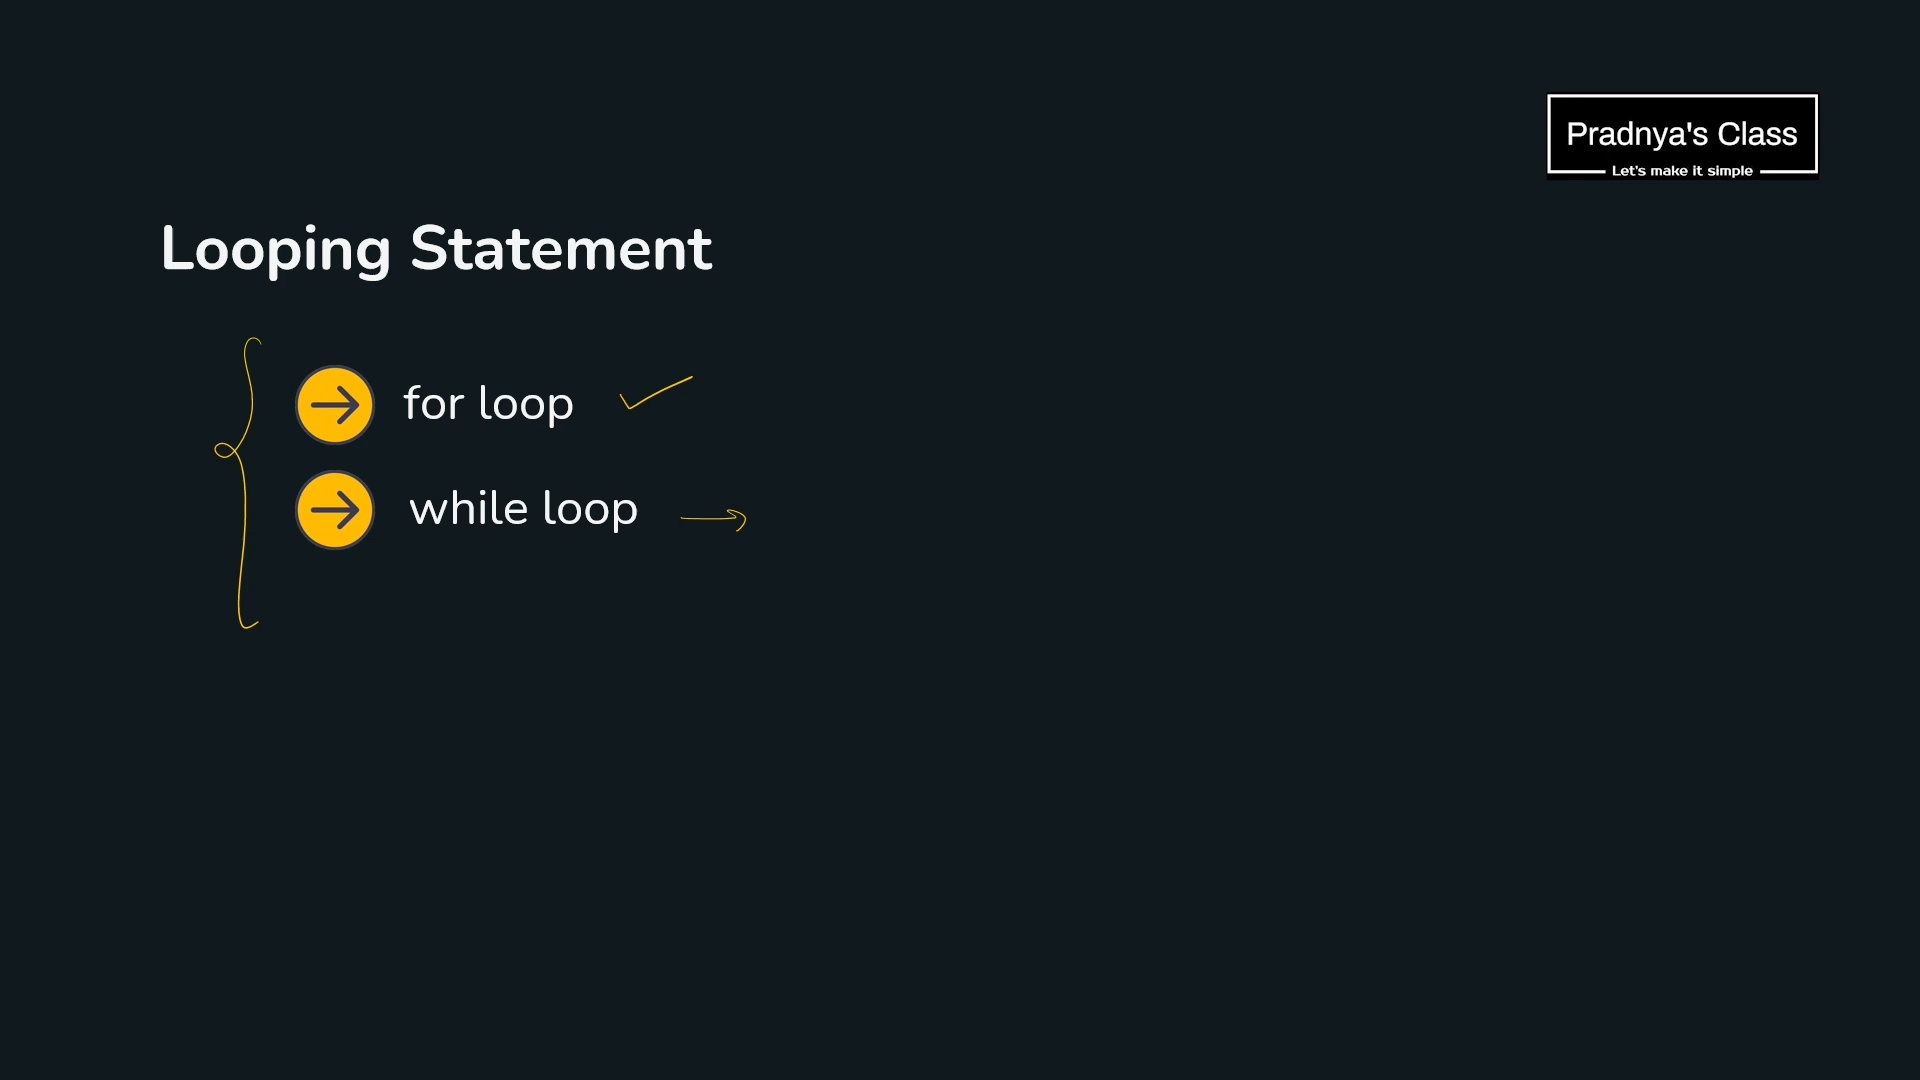 Pradnya's Class
Let's make it simple
Looping Statement
for loop
while loop